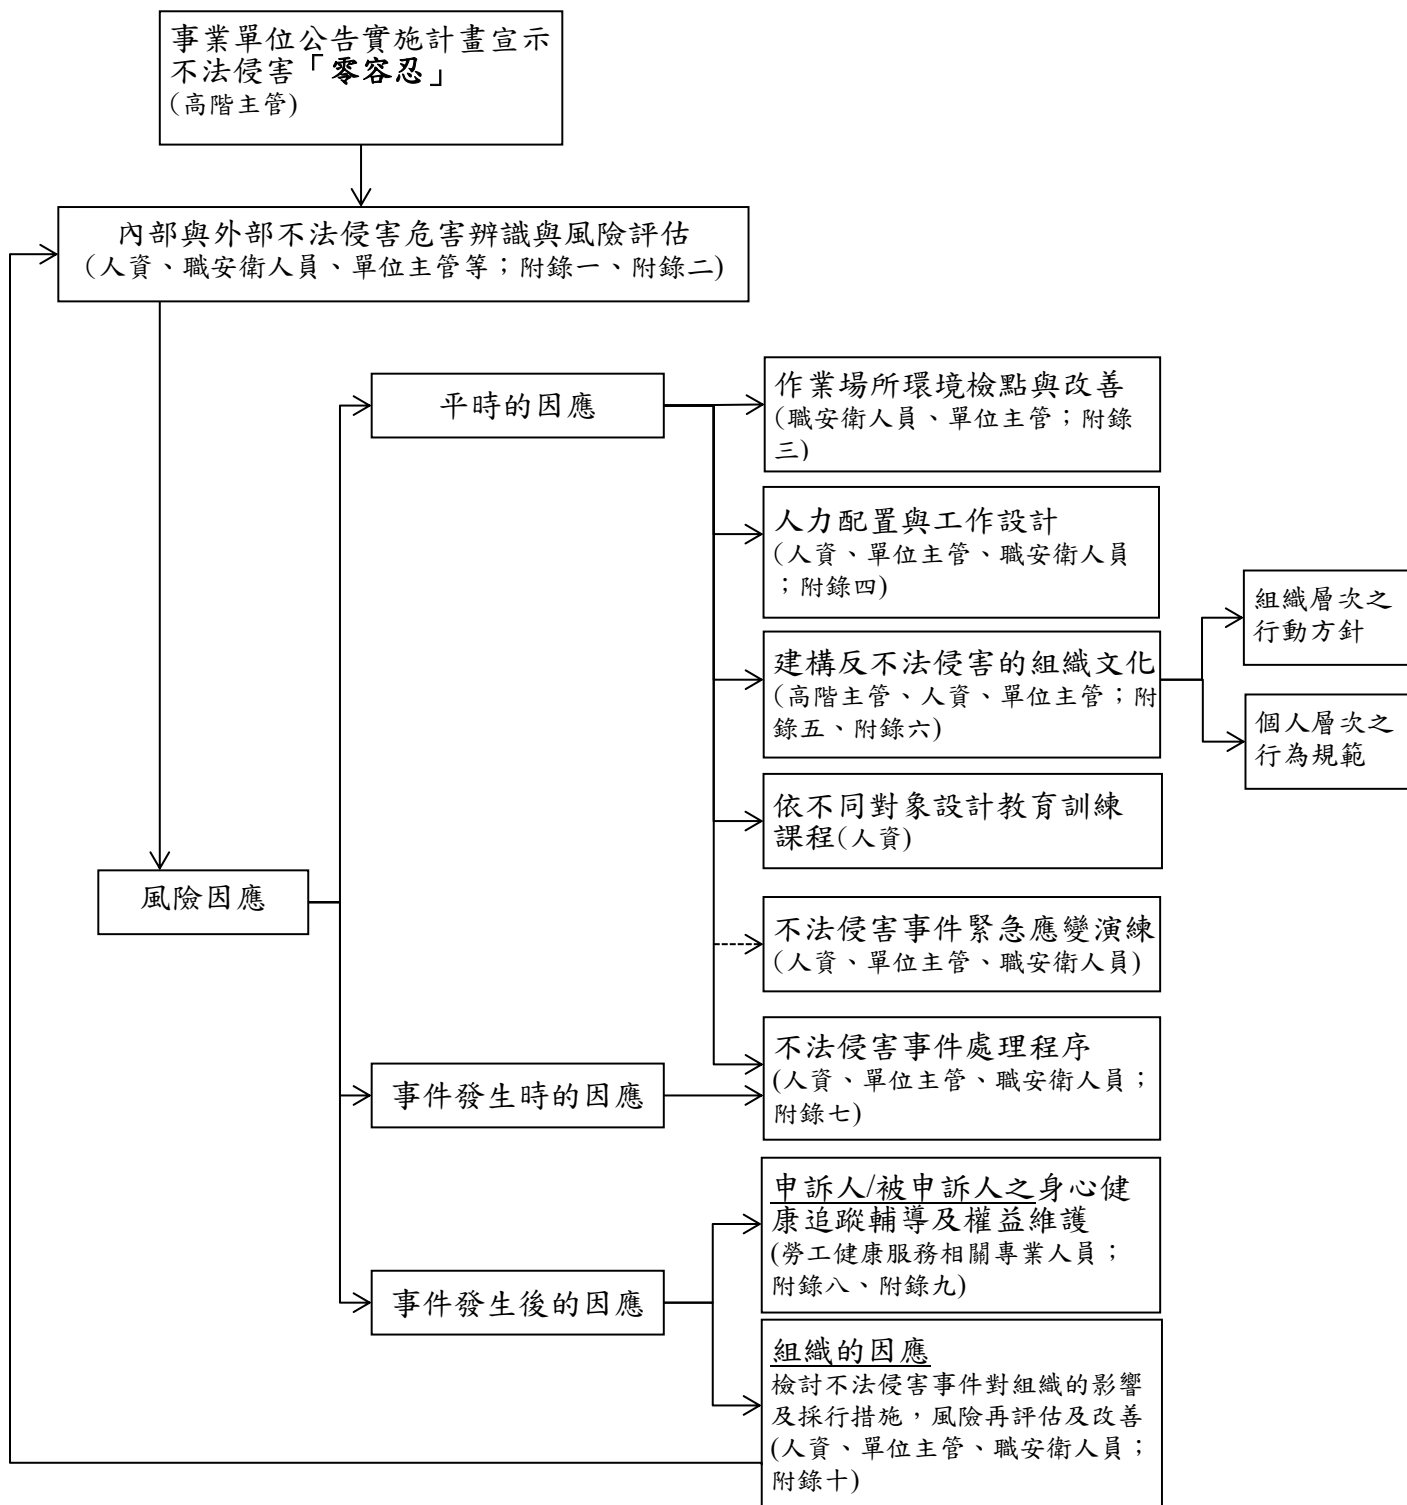 事業單位公告實施計畫宣示
不法侵害「零容忍」
(高階主管)
內部與外部不法侵害危害辨識與風險評估
(人資、職安衛人員、單位主管等；附錄一、附錄二)
風險因應
平時的因應
作業場所環境檢點與改善
(職安衛人員、單位主管；附錄
三)
人力配置與工作設計
(人資、單位主管、職安衛人員
；附錄四)
建構反不法侵害的組織文化
(高階主管、人資、單位主管；附
錄五、附錄六)
組織層次之
行動方針
個人層次之
行為規範
依不同對象設計教育訓練
課程(人資)
不法侵害事件緊急應變演練
(人資、單位主管、職安衛人員)
事件發生時的因應
不法侵害事件處理程序
(人資、單位主管、職安衛人員；
附錄七)
事件發生後的因應
申訴人/被申訴人之身心健
康追蹤輔導及權益維護
(勞工健康服務相關專業人員；
附錄八、附錄九)
組織的因應
檢討不法侵害事件對組織的影響
及採行措施，風險再評估及改善
(人資、單位主管、職安衛人員；
附錄十)